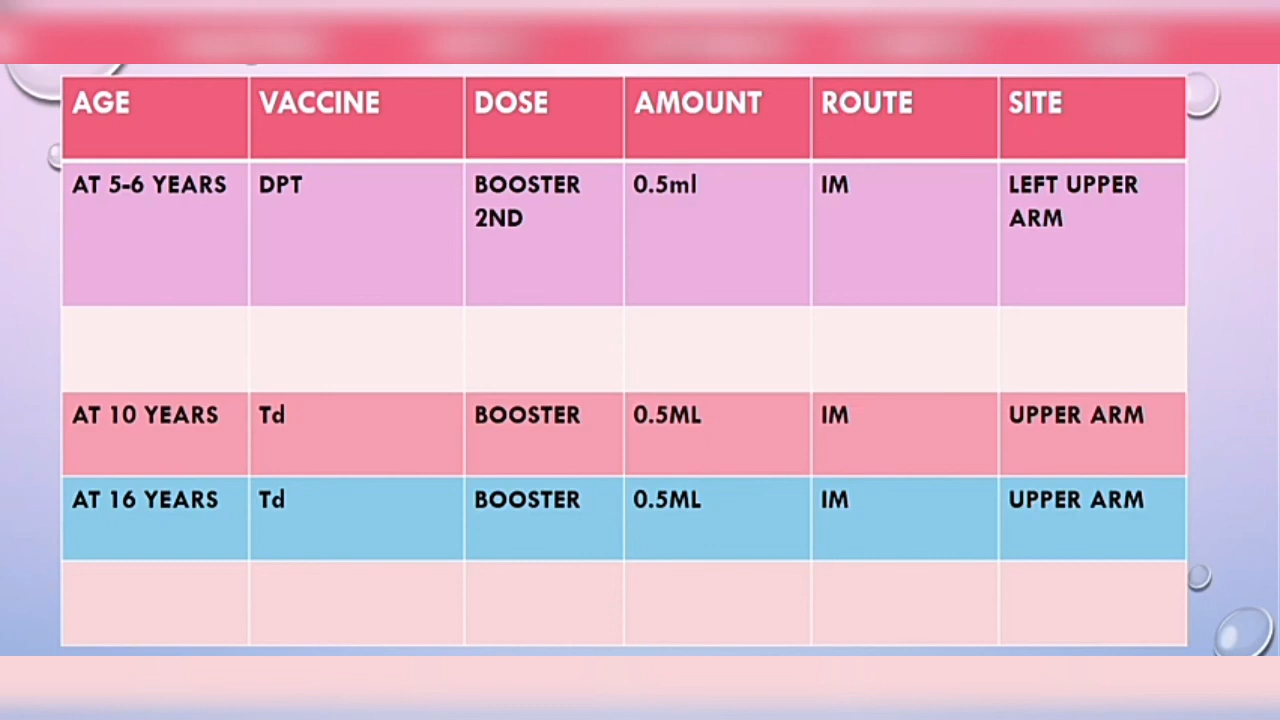 AGE VACCINE DOSE AMOUNT ROUTE SITE
AT 5-6 YEARS DPT BOOSTER 0.5ml IM LEFT UPPER
2ND ARM
AT 10 YEARS Td BOOSTER 0.5ML IM UPPER ARM
AT 16 YEARS Td BOOSTER 0.5ML IM UPPER ARM